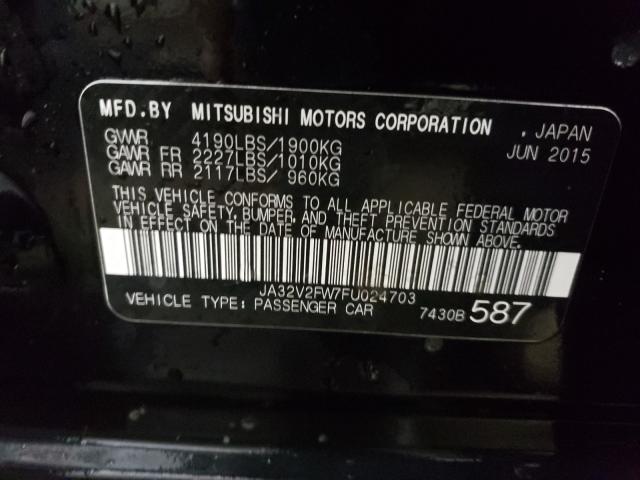 MFD.BY MITSUBISHI MOTORS CORPORATION . JAPAN
GVWR 4190LBS/1900KG JUN 2015
GAWR FR 2227LBS/1010KG
GAWR RR 2117LBS/ 960KG
THIS VEHICLE CONFORMS TO ALL APPLICABLE FEDERAL MOTOR
VEHICLE SAFETY, BUMPER, AND THEFT PREVENTION STANDARDS
IN EFFECT ON THE DATE OF MANUFACTURE SHOWN ABOVE.
JA32V2FW7FU024703
VEHICLE TYPE: PASSENGER CAR 7430B 587